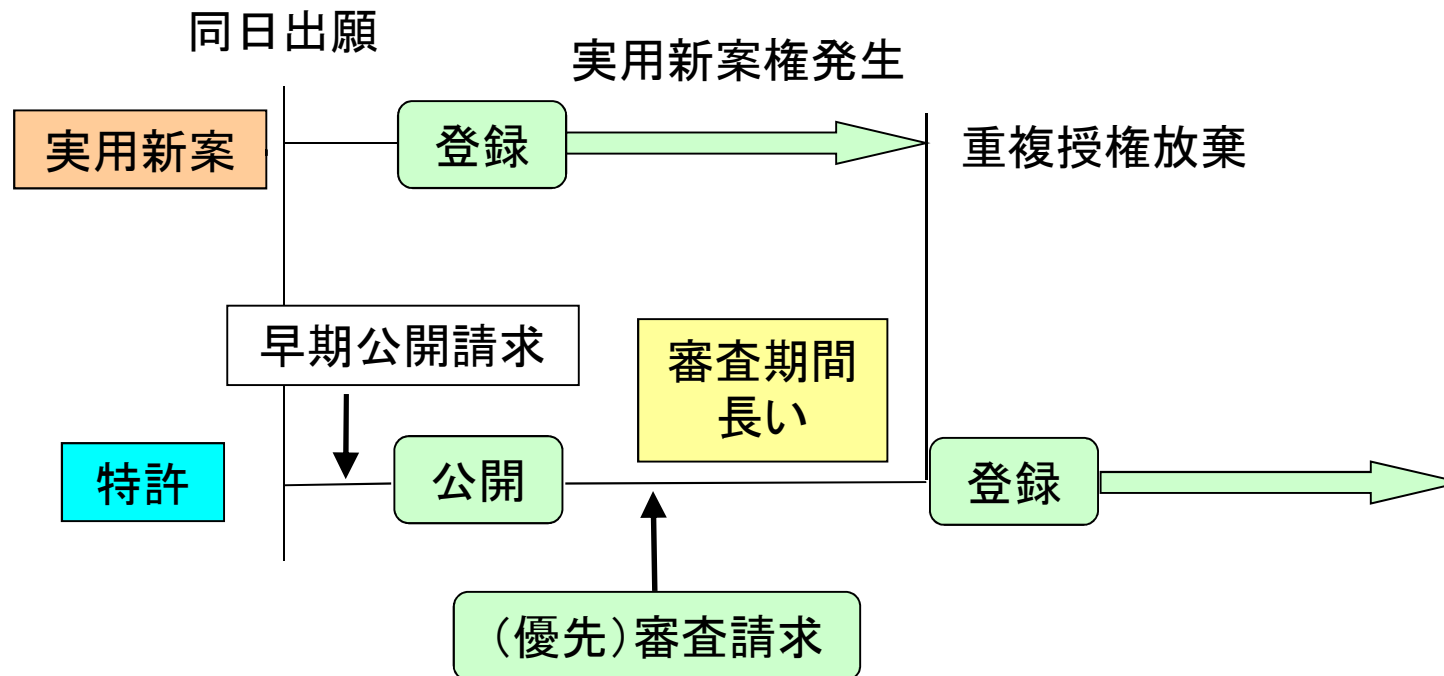 同日出願
実用新案権発生
実用新案
登録
重複授権放棄
早期公開請求
審査期間
長い
特許
公開
登録
（優先）審査請求